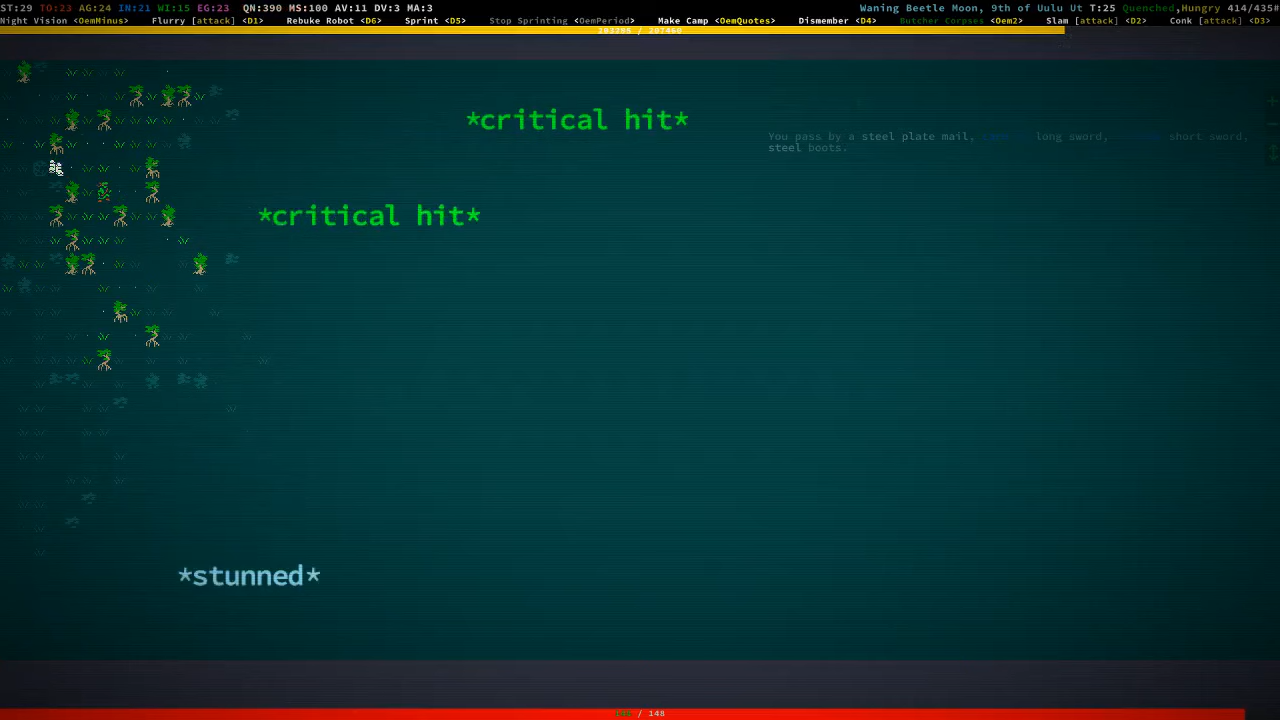 ST:29 TO:23 AG:24 IN:21 WI:15 EG:23 QN:390 MS:100 AV:11 DV:3 MA:3 Waning Beetle Moon, 9th of Uulu Ut T:25 Quenched,Hungry 414/435#
Night Vision <OemMinus> Flurry [attack] <D1> Rebuke Robot <D6> Sprint <D5> Stop Sprinting <OemPeriod> Make Camp <OemQuotes> Dismember <D4> Butcher Corpses <Oem2> Slam [attack] <D2> Conk [attack] <D3>
*critical hit*
You pass by a steel plate mail, long sword, short sword,
steel boots.
*critical hit*
*stunned*
/ 148